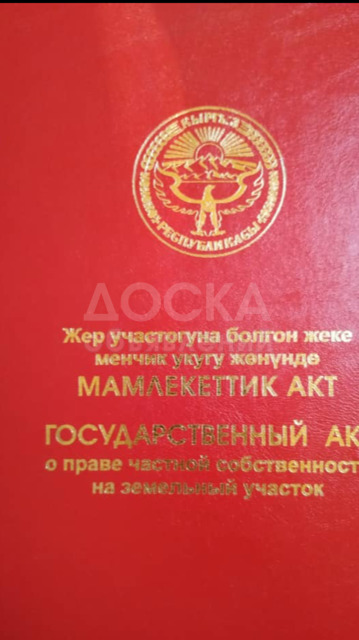 КЫРГЫЗ
РЕСПУБЛИКАСЫ
ДОСКА
Жер участогуна болгон жеке
менчик укугу жөнүндө
МАМЛЕКЕТТИК АКТ
ГОСУДАРСТВЕННЫЙ АК
о праве частной собственност
на земельный участок